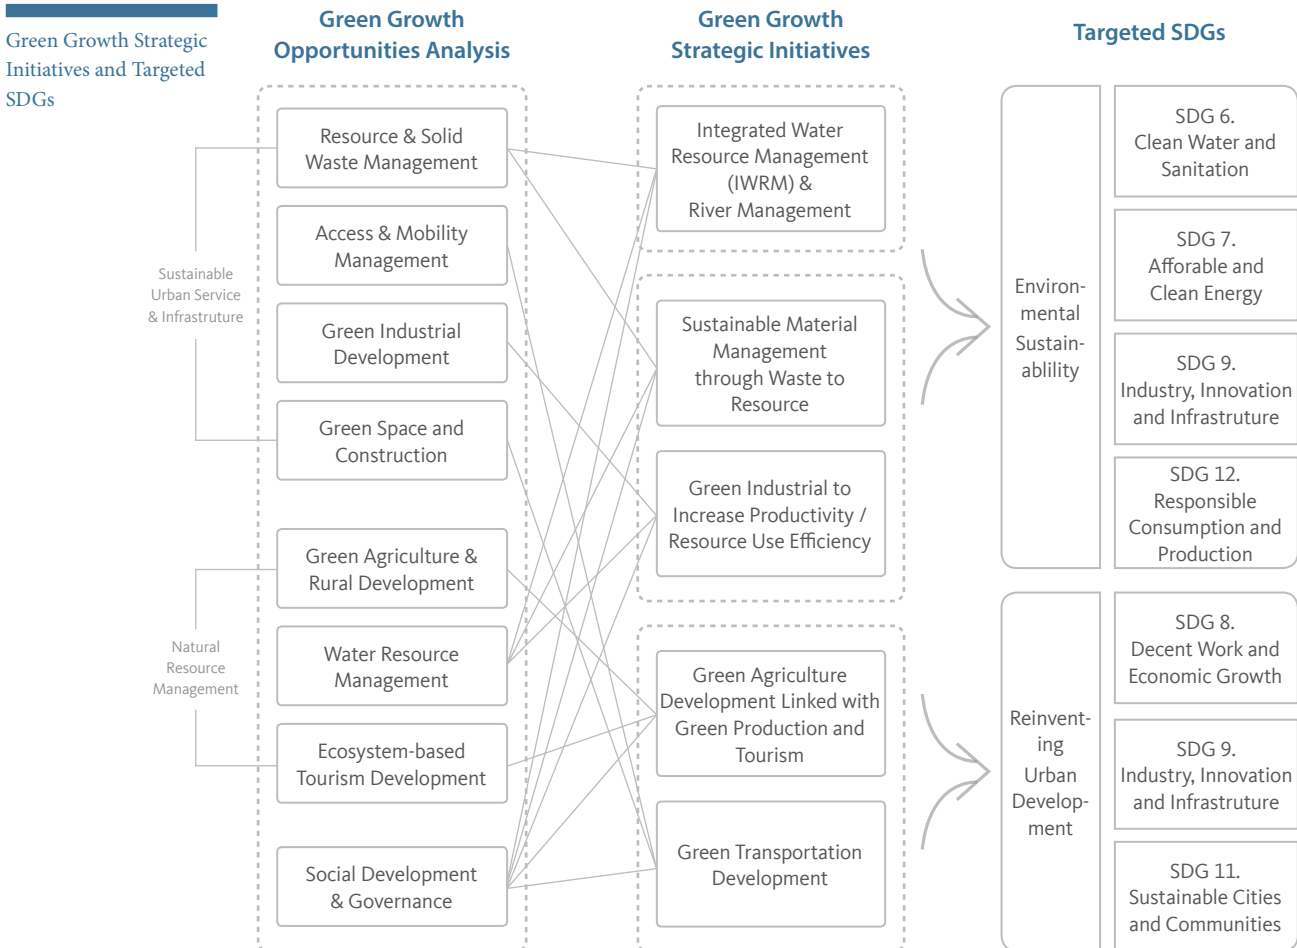 Green Growth Strategic
Initiatives and Targeted
SDGs
Green Growth
Opportunities Analysis
Green Growth
Strategic Initiatives
Targeted SDGs
Sustainable
Urban Service
& Infrastruture
Natural
Resource
Management
Resource & Solid
Waste Management
Access & Mobility
Management
Green Industrial
Development
Green Space and
Construction
Green Agriculture &
Rural Development
Water Resource
Management
Ecosystem-based
Tourism Development
Social Development
& Governance
Integrated Water
Resource Management
(IWRM) &
River Management
Sustainable Material
Management
through Waste to
Resource
Green Industrial to
Increase Productivity /
Resource Use Efficiency
Green Agriculture
Development Linked with
Green Production and
Tourism
Green Transportation
Development
Environ-
mental
Sustain-
ablility
SDG 6.
Clean Water and
Sanitation
SDG 7.
Afforable and
Clean Energy
SDG 9.
Industry, Innovation
and Infrastruture
SDG 12.
Responsible
Consumption and
Production
Reinvent-
ing
Urban
Develop-
ment
SDG 8.
Decent Work and
Economic Growth
SDG 9.
Industry, Innovation
and Infrastruture
SDG 11.
Sustainable Cities
and Communities